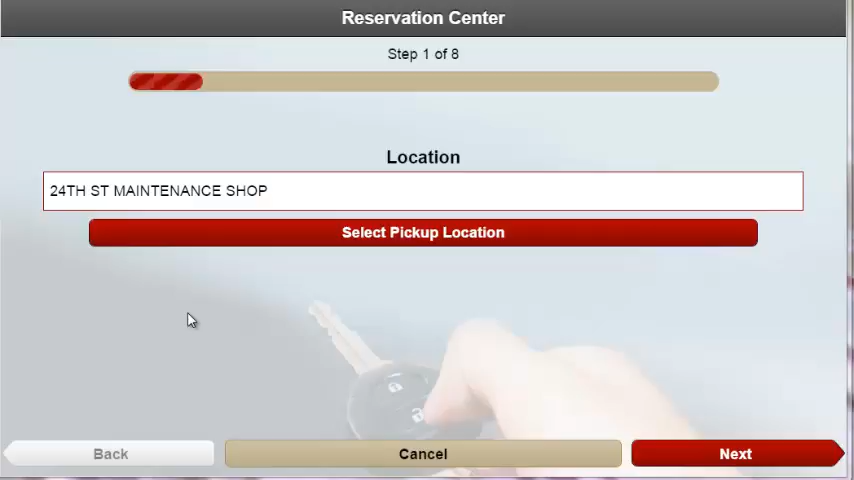 Reservation Center
Step 1 of 8
Location
24TH ST MAINTENANCE SHOP
Select Pickup Location
Back
Cancel
Next